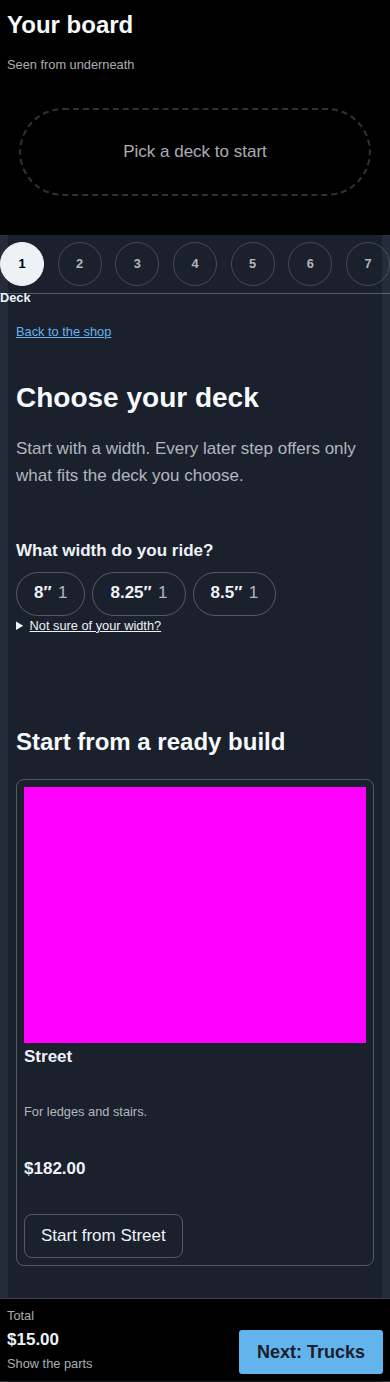 Your board
Seen from underneath
Pick a deck to start
1 2 3 4 5 6 7
Deck
Back to the shop
Choose your deck
Start with a width. Every later step offers only
what fits the deck you choose.
What width do you ride?
8″ 1 8.25″ 1 8.5″ 1
Not sure of your width?
Start from a ready build
Street
For ledges and stairs.
$182.00
Start from Street
Total
$15.00
Show the parts
Next: Trucks